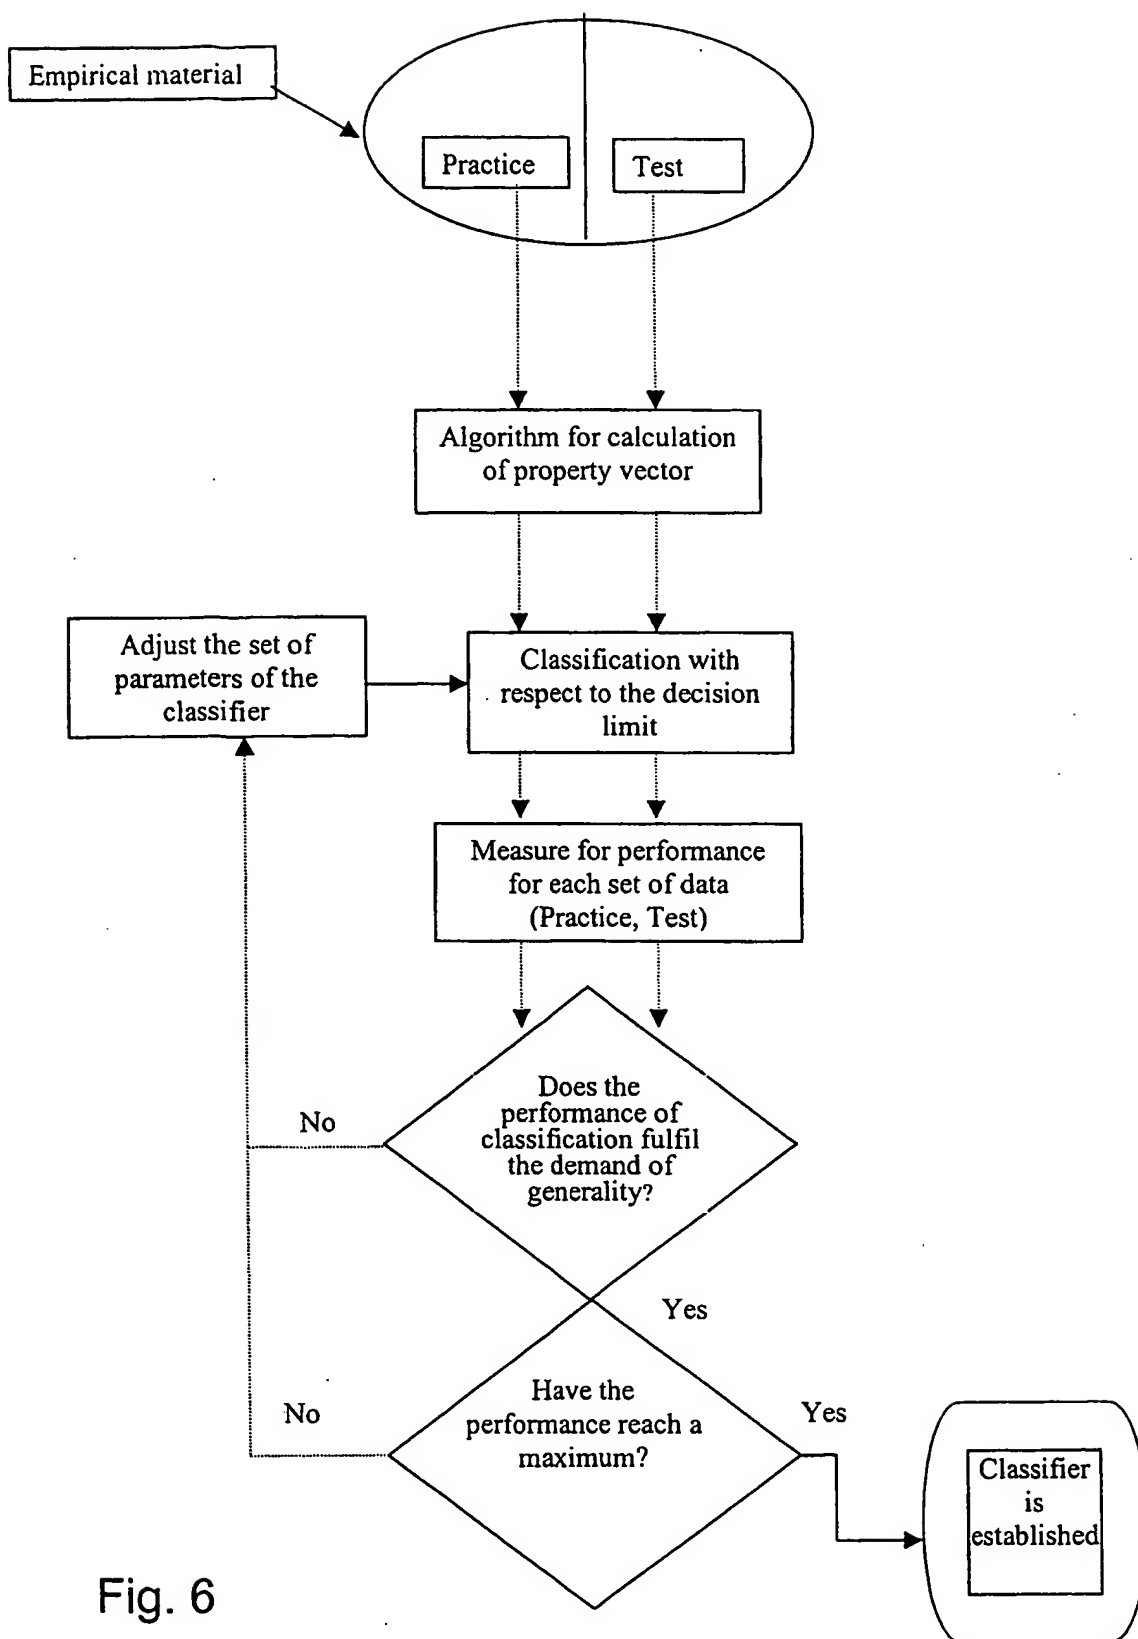 Empirical material
Practice
Test
Algorithm for calculation
of property vector
Adjust the set of
parameters of the
classifier
Classification with
respect to the decision
limit
Measure for performance
for each set of data
(Practice, Test)
Does the
performance of
classification fulfil
the demand of
generality?
No
Yes
Have the
performance reach a
maximum?
No
Yes
Classifier
is
established
Fig. 6